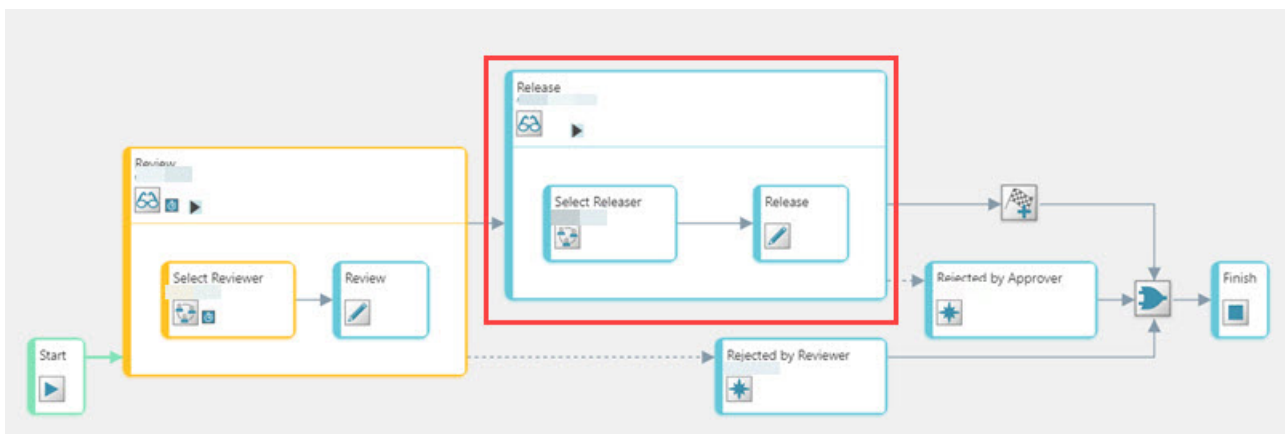 Release
Review
Select Releaser
Release
Select Reviewer
Review
Rejected by Approver
Finish
Start
Rejected by Reviewer